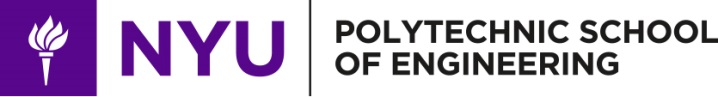 NYU
POLYTECHNIC SCHOOL
OF ENGINEERING